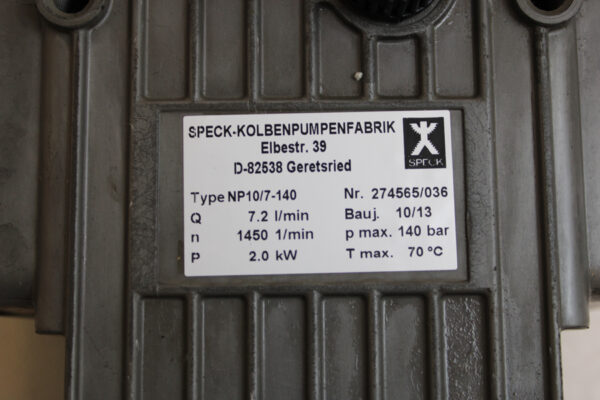 SPECK-KOLBENPUMPENFABRIK
Elbestr. 39
D-82538 Geretsried
SPECK
Type NP10/7-140 Nr. 274565/036
Q 7.2 l/min Bauj. 10/13
n 1450 1/min p max. 140 bar
P 2.0 kW T max. 70 ºC